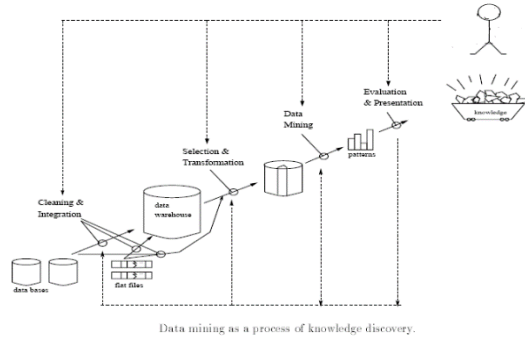 Evaluation
& Presentation
knowledge
Data
Mining
patterns
Selection &
Transformation
data
warehouse
Cleaning &
Integration
data bases
flat files
Data mining as a process of knowledge discovery.